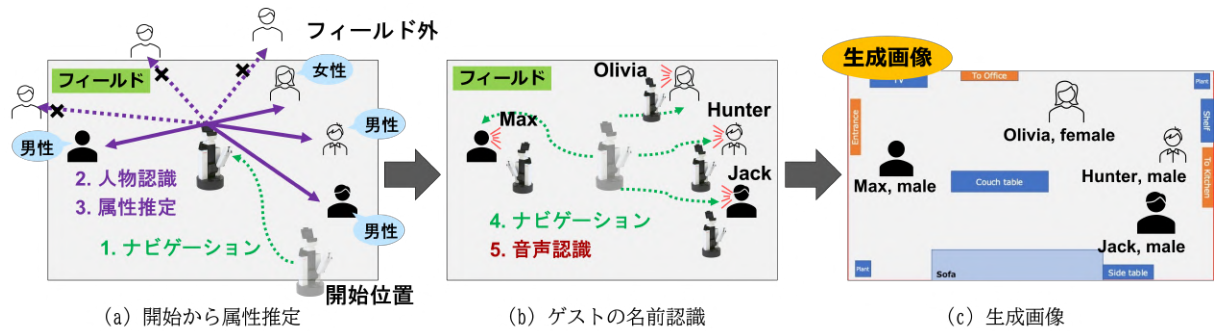 フィールド外
フィールド
女性
男性
男性
2. 人物認識
3. 属性推定
男性
1. ナビゲーション
開始位置
(a) 開始から属性推定
フィールド
Olivia
Max
Hunter
Jack
4. ナビゲーション
5. 音声認識
(b) ゲストの名前認識
生成画像
TV
To Office
Plant
Entrance
Shelf
Olivia, female
Max, male
Couch table
Hunter, male
To Kitchen
Jack, male
Plant
Sofa
Side table
(c) 生成画像